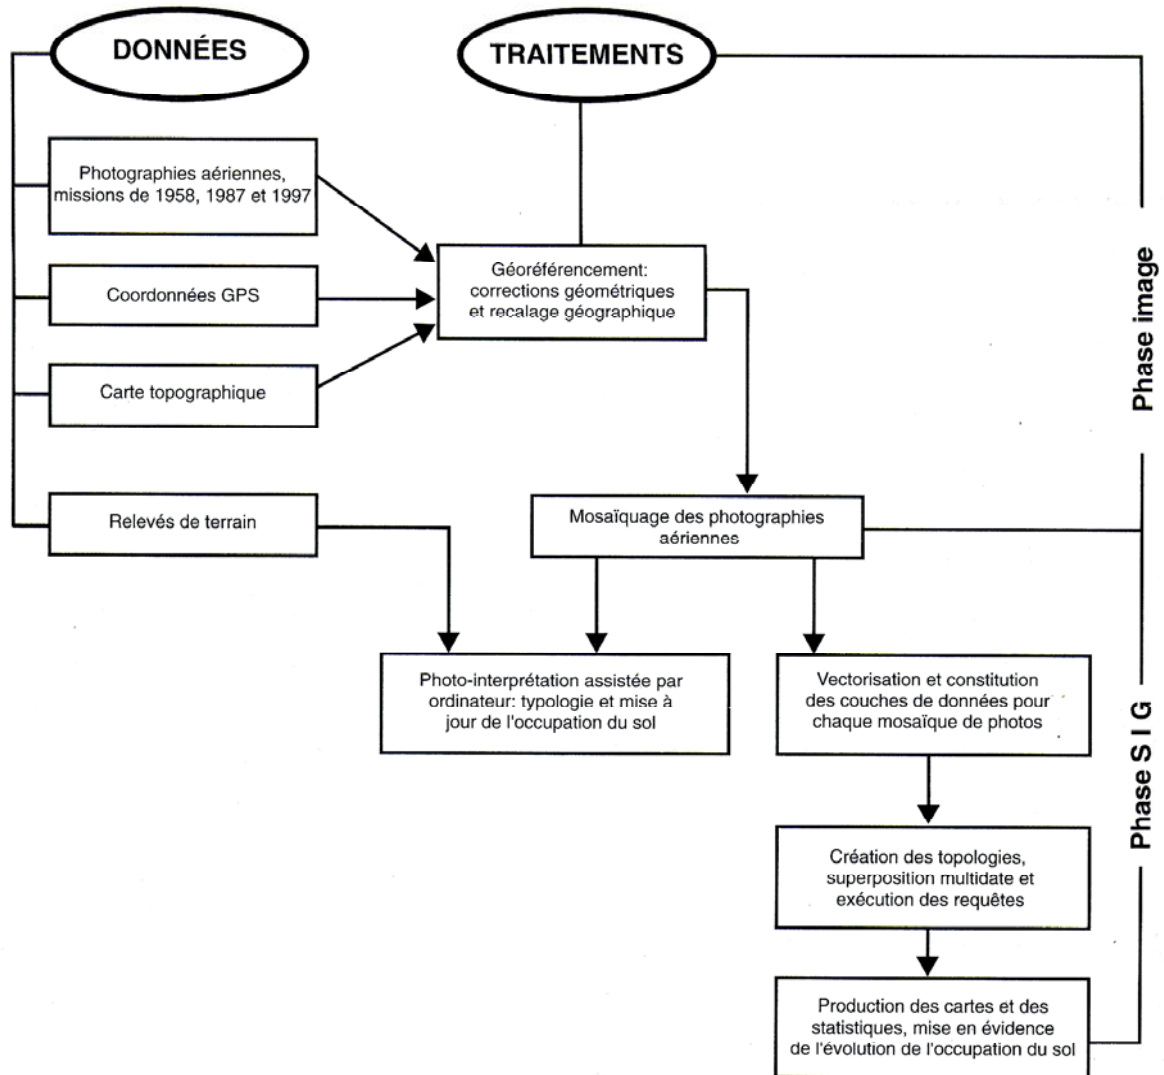 DONNÉES
TRAITEMENTS
Photographies aériennes,
missions de 1958, 1987 et 1997
Géoréférencement:
corrections géométriques
et recalage géographique
Coordonnées GPS
Carte topographique
Phase image
Relevés de terrain
Mosaïquage des photographies
aériennes
Photo-interprétation assistée par
ordinateur: typologie et mise à
jour de l'occupation du sol
Vectorisation et constitution
des couches de données pour
chaque mosaïque de photos
Phase S I G
Création des topologies,
superposition multidate et
exécution des requêtes
Production des cartes et des
statistiques, mise en évidence
de l'évolution de l'occupation du sol